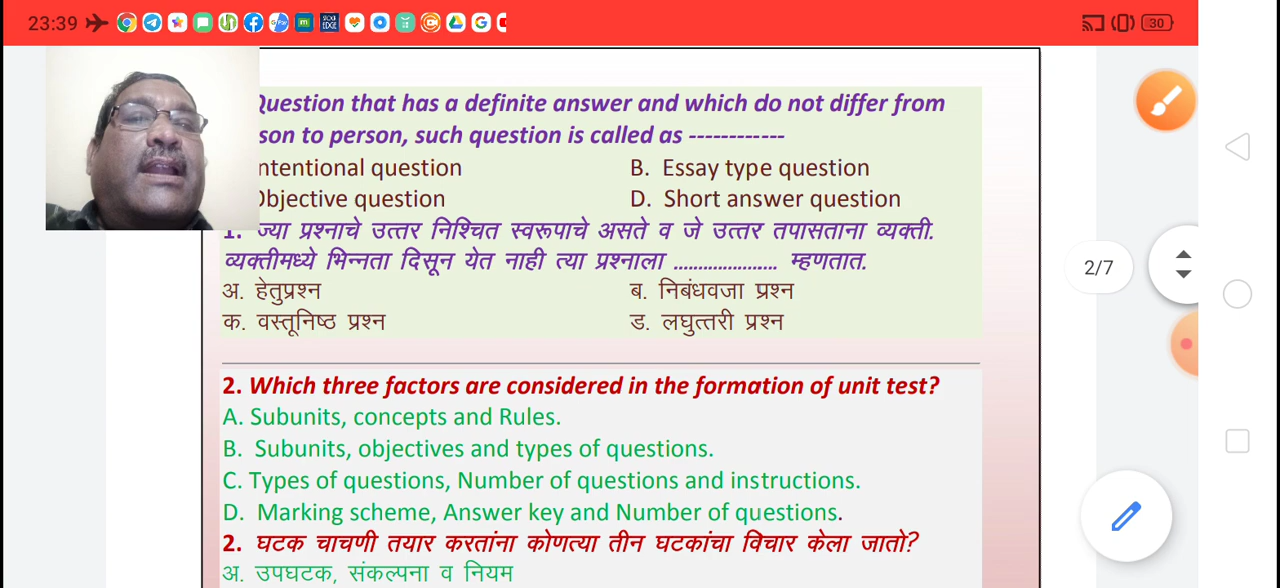 23:39
30
Question that has a definite answer and which do not differ from
son to person, such question is called as ------------
ntentional question B. Essay type question
Objective question D. Short answer question
1. ज्या प्रश्नाचे उत्तर निश्चित स्वरूपाचे असते व जे उत्तर तपासताना व्यक्ती.
व्यक्तीमध्ये भिन्नता दिसून येत नाही त्या प्रश्नाला ..................... म्हणतात.
अ. हेतुप्रश्न ब. निबंधवजा प्रश्न
क. वस्तूनिष्ठ प्रश्न ड. लघुत्तरी प्रश्न
2/7
2. Which three factors are considered in the formation of unit test?
A. Subunits, concepts and Rules.
B. Subunits, objectives and types of questions.
C. Types of questions, Number of questions and instructions.
D. Marking scheme, Answer key and Number of questions.
2. घटक चाचणी तयार करतांना कोणत्या तीन घटकांचा विचार केला जातो?
अ. उपघटक, संकल्पना व नियम